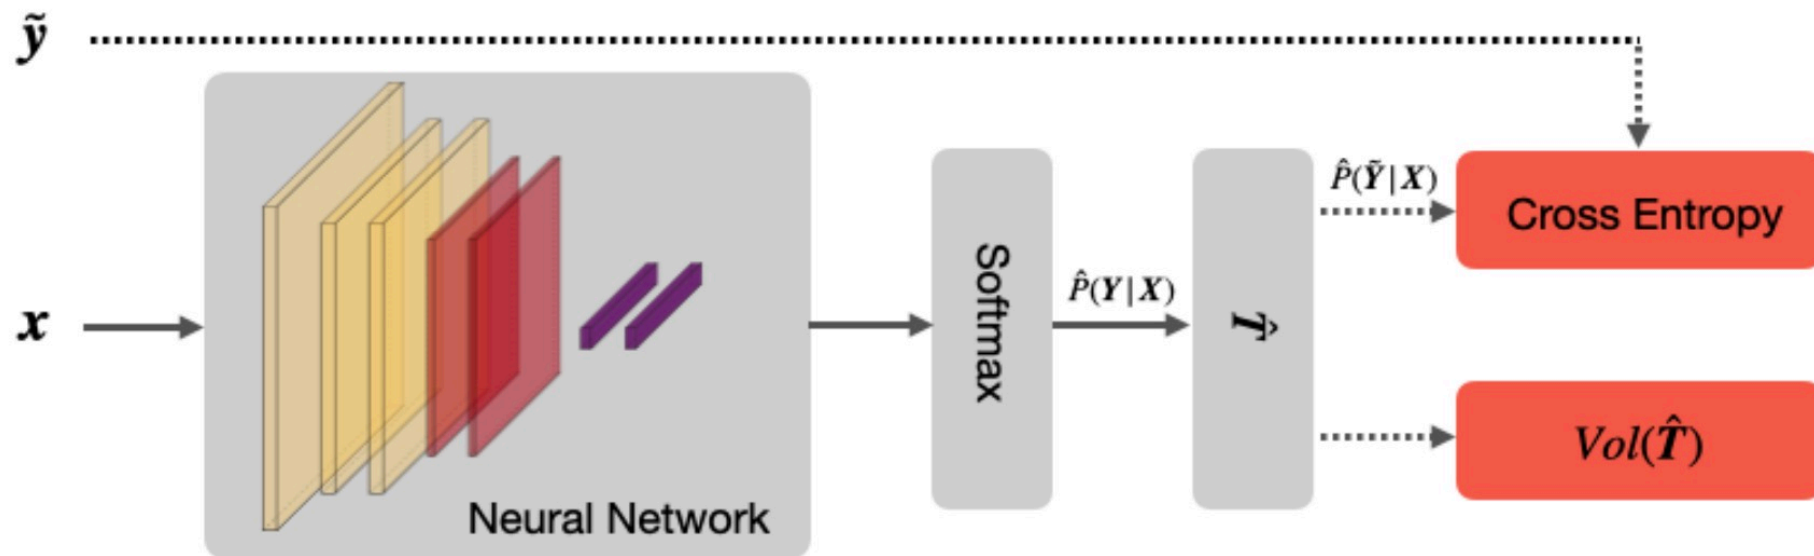 ỹ
x
Neural Network
Softmax
P̂(Y|X)
T̂
P̂(Ỹ|X)
Cross Entropy
Vol(T̂)